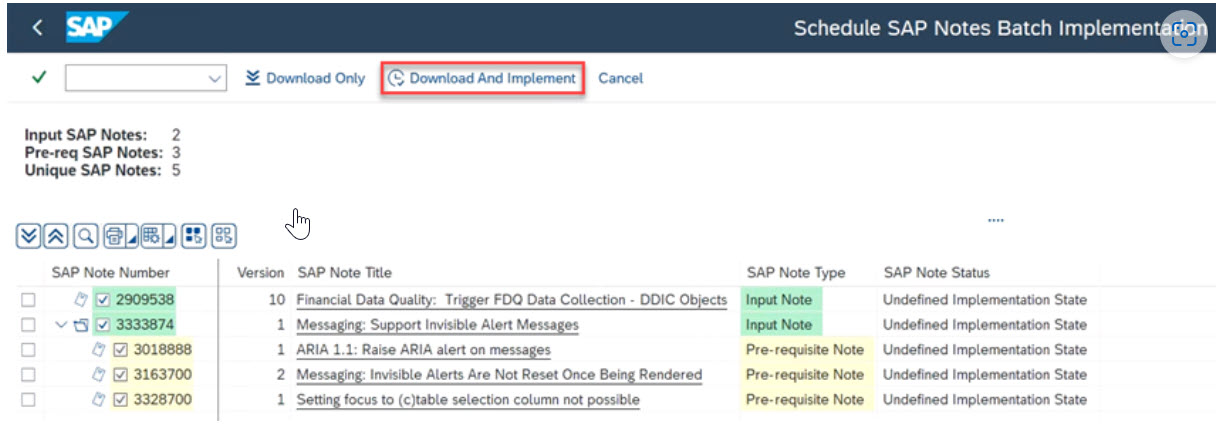 SAP Schedule SAP Notes Batch Implementation
Download Only Download And Implement Cancel
Input SAP Notes: 2
Pre-req SAP Notes: 3
Unique SAP Notes: 5
SAP Note Number Version SAP Note Title SAP Note Type SAP Note Status
2909538 10 Financial Data Quality: Trigger FDQ Data Collection - DDIC Objects Input Note Undefined Implementation State
3333874 1 Messaging: Support Invisible Alert Messages Input Note Undefined Implementation State
3018888 1 ARIA 1.1: Raise ARIA alert on messages Pre-requisite Note Undefined Implementation State
3163700 2 Messaging: Invisible Alerts Are Not Reset Once Being Rendered Pre-requisite Note Undefined Implementation State
3328700 1 Setting focus to (c)table selection column not possible Pre-requisite Note Undefined Implementation State